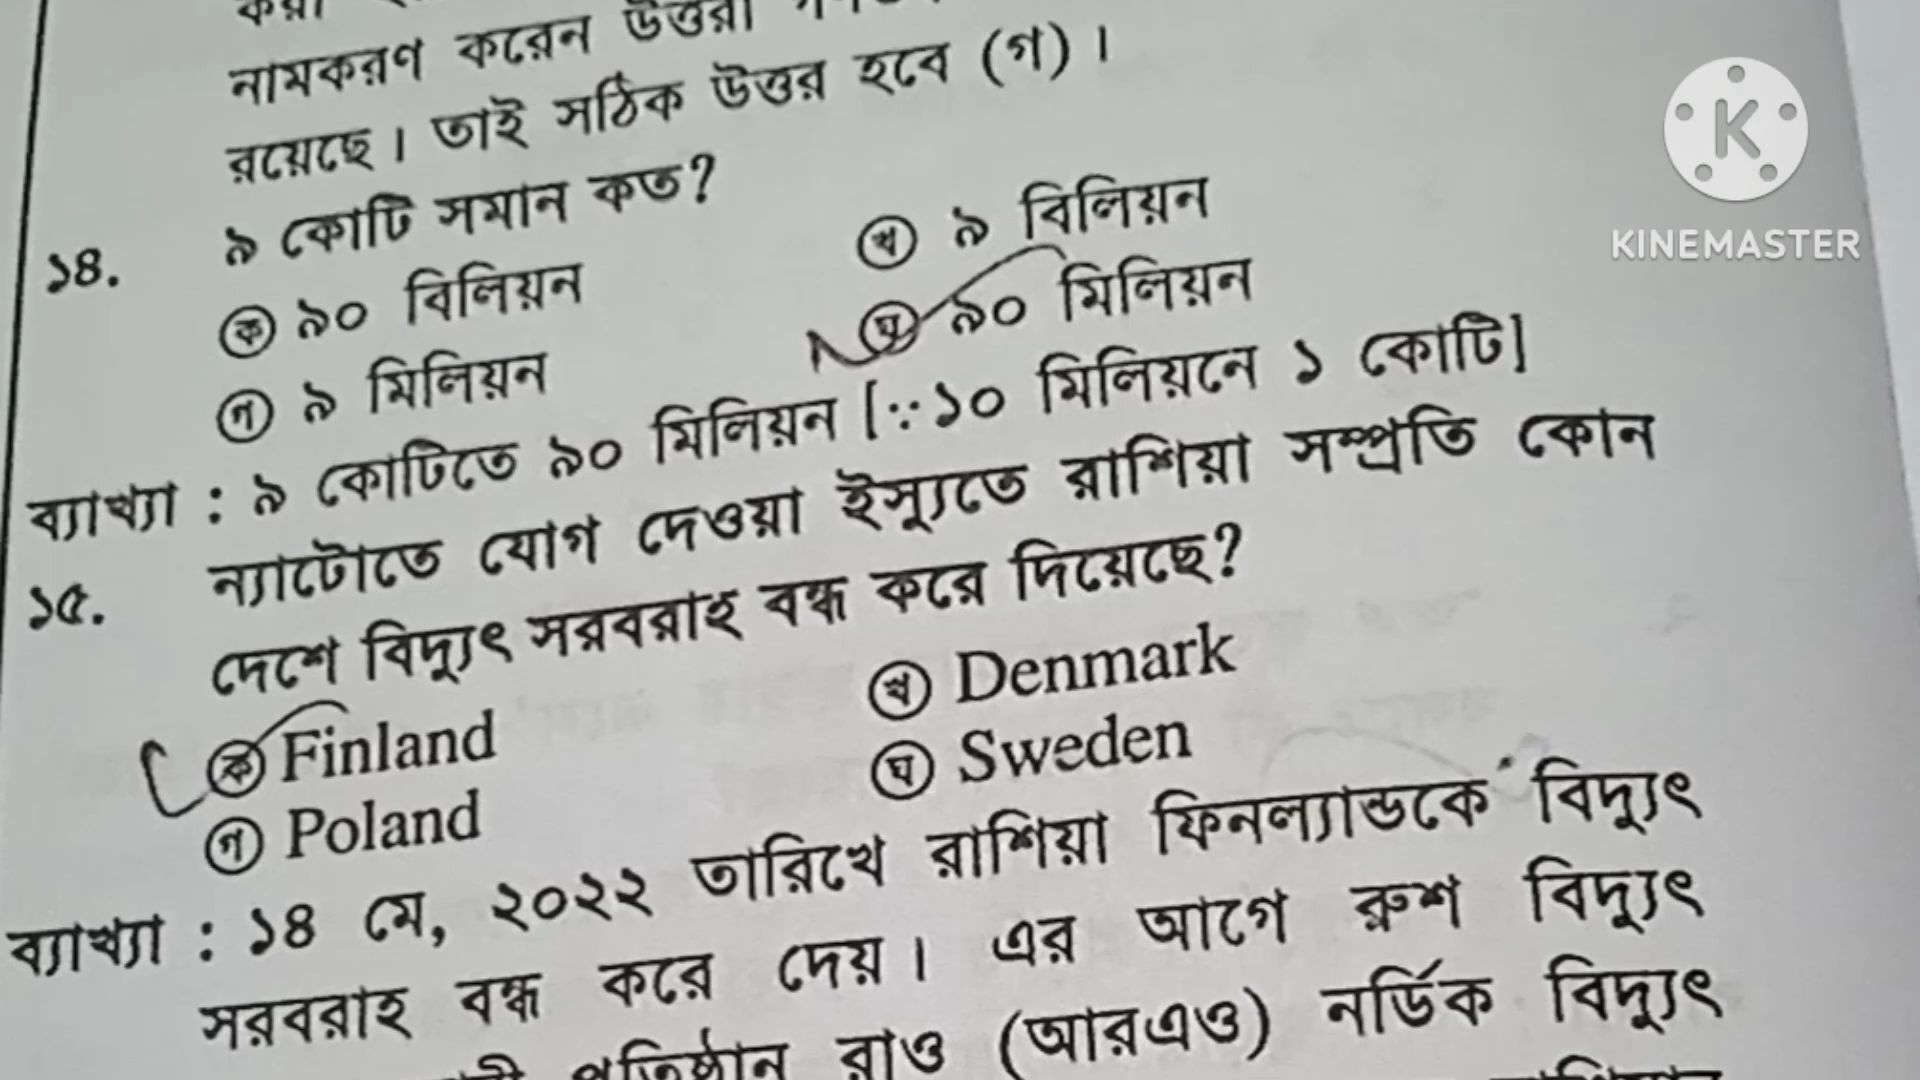 নামকরণ করেন উত্তরা
রয়েছে। তাই সঠিক উত্তর হবে (গ)।
১৪. ৯ কোটি সমান কত?
ক ৯০ বিলিয়ন খ ৯ বিলিয়ন
গ ৯ মিলিয়ন ঘ ৯০ মিলিয়ন
ব্যাখ্যা : ৯ কোটিতে ৯০ মিলিয়ন [∵১০ মিলিয়নে ১ কোটি]
১৫. ন্যাটোতে যোগ দেওয়া ইস্যুতে রাশিয়া সম্প্রতি কোন
দেশে বিদ্যুৎ সরবরাহ বন্ধ করে দিয়েছে?
ক Finland খ Denmark
গ Poland ঘ Sweden
ব্যাখ্যা : ১৪ মে, ২০২২ তারিখে রাশিয়া ফিনল্যান্ডকে বিদ্যুৎ
সরবরাহ বন্ধ করে দেয়। এর আগে রুশ বিদ্যুৎ
প্রতিষ্ঠান রাও (আরএও) নর্ডিক বিদ্যুৎ
K
KINEMASTER